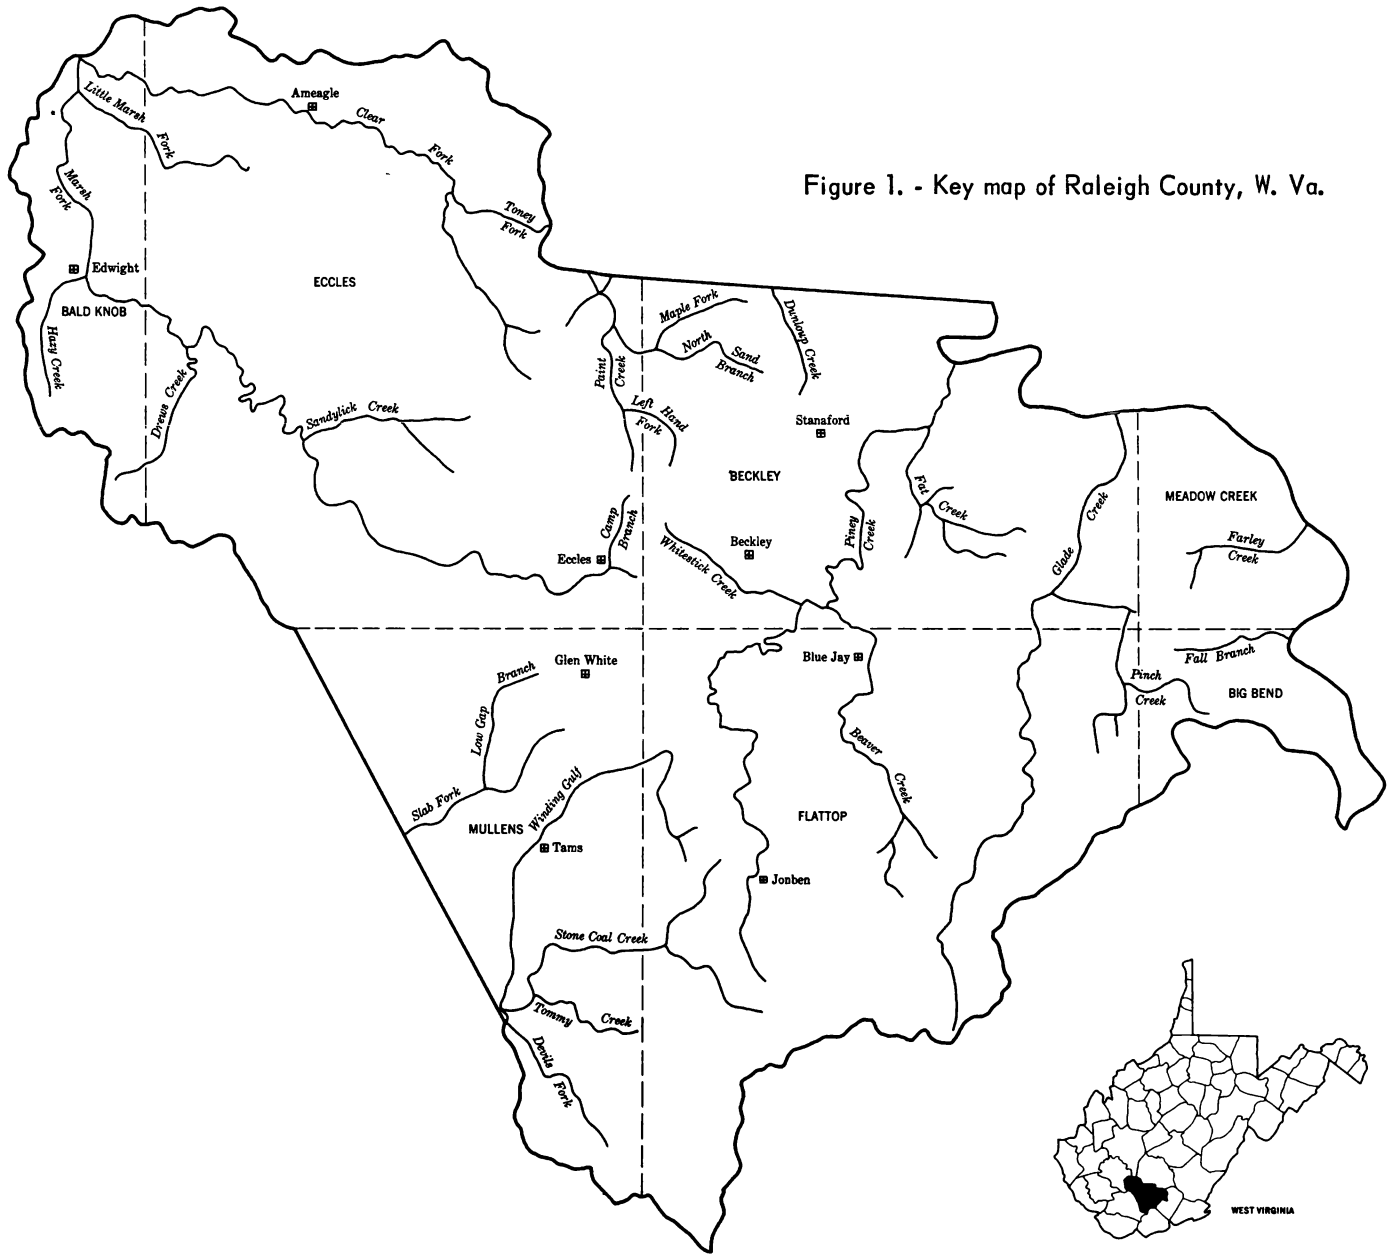 Figure 1. - Key map of Raleigh County, W. Va.
Little Marsh Fork
Ameagle
Clear Fork
Marsh Fork
Toney Fork
Edwight
ECCLES
BALD KNOB
Hazy Creek
Drews Creek
Sandylick Creek
Maple Fork
North Sand Branch
Dunloup Creek
Paint Creek
Left Hand Fork
Stanaford
BECKLEY
Fat Creek
Piney Creek
Glade Creek
MEADOW CREEK
Farley Creek
Camp Branch
Eccles
Whitestick Creek
Beckley
Glen White
Low Gap Branch
Blue Jay
Fall Branch
Pinch Creek
BIG BEND
Beaver Creek
Slab Fork
MULLENS
Winding Gulf
Tams
FLATTOP
Jonben
Stone Coal Creek
Tommy Creek
Devils Fork
WEST VIRGINIA